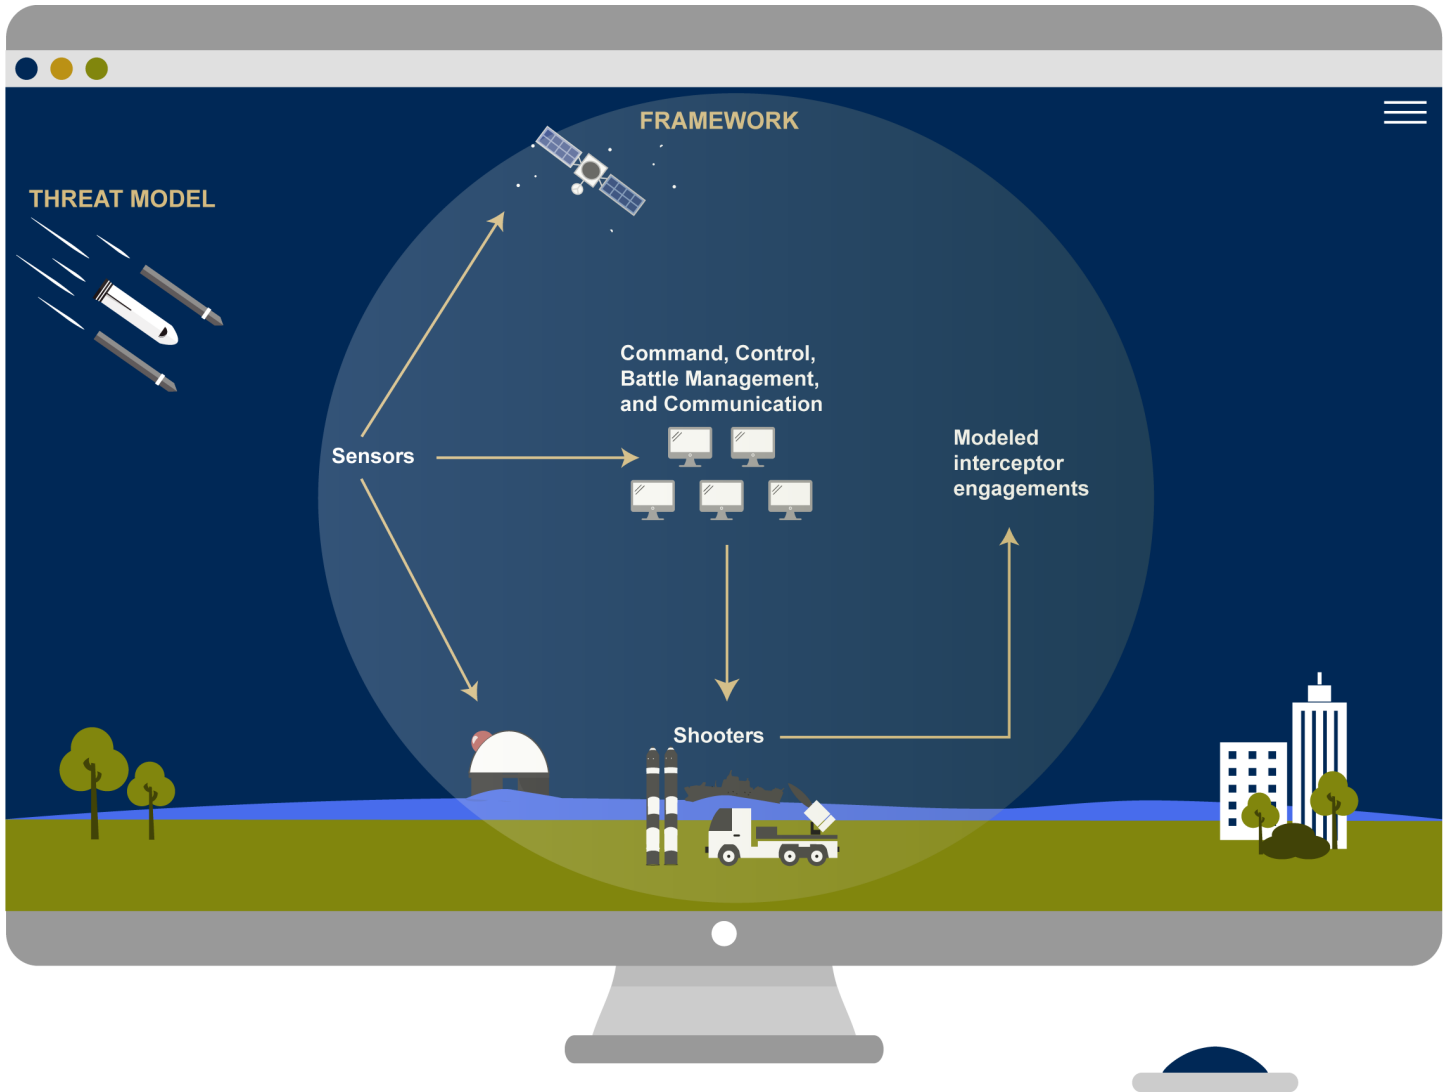 FRAMEWORK
THREAT MODEL
Command, Control,
Battle Management,
and Communication
Sensors
Modeled
interceptor
engagements
Shooters